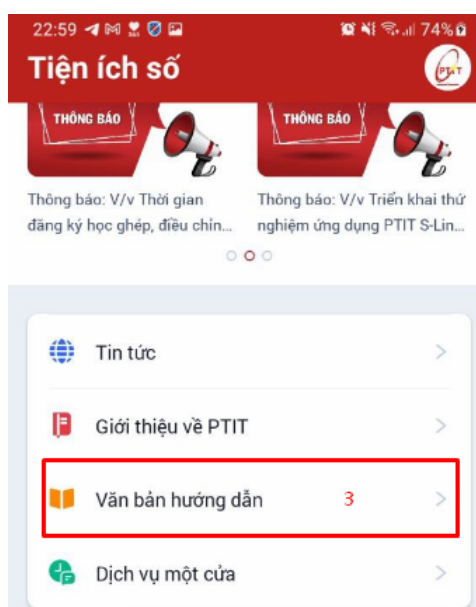 22:59 74%
Tiện ích số
PTIT
THÔNG BÁO THÔNG BÁO
Thông báo: V/v Thời gian
đăng ký học ghép, điều chỉn...
Thông báo: V/v Triển khai thử
nghiệm ứng dụng PTIT S-Lin...
Tin tức
Giới thiệu về PTIT
Văn bản hướng dẫn 3
Dịch vụ một cửa